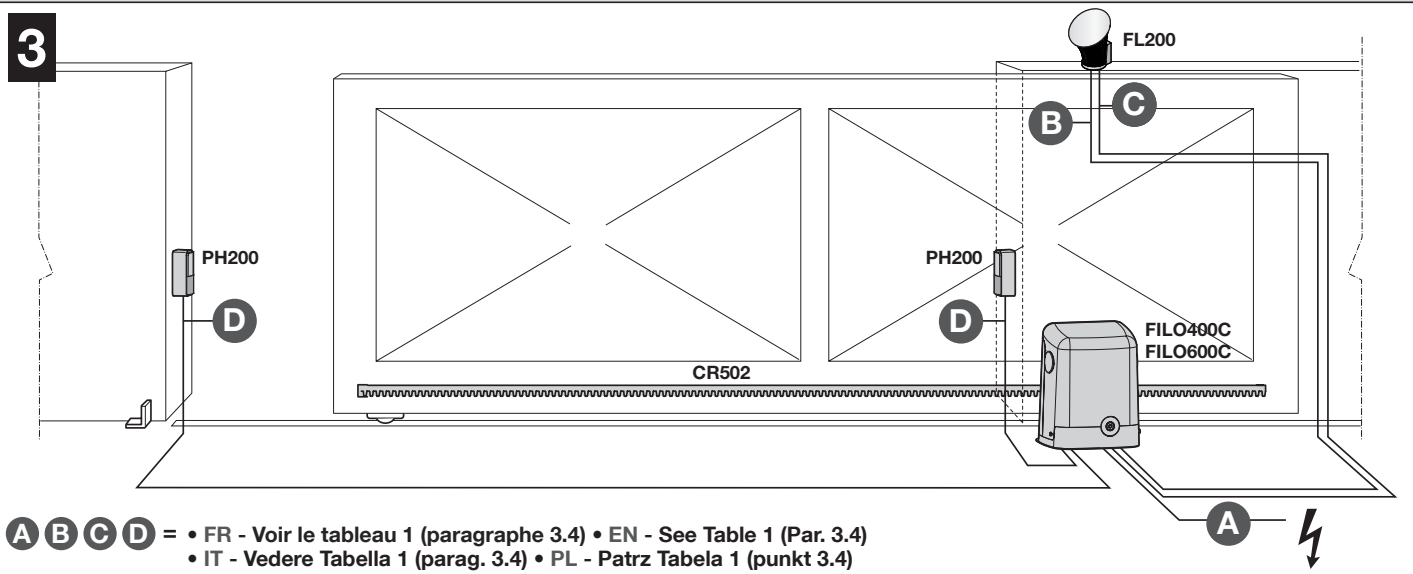 3
FL200
B C
PH200
PH200
D
D
FILO400C
FILO600C
CR502
A
A B C D = • FR - Voir le tableau 1 (paragraphe 3.4) • EN - See Table 1 (Par. 3.4)
• IT - Vedere Tabella 1 (parag. 3.4) • PL - Patrz Tabela 1 (punkt 3.4)